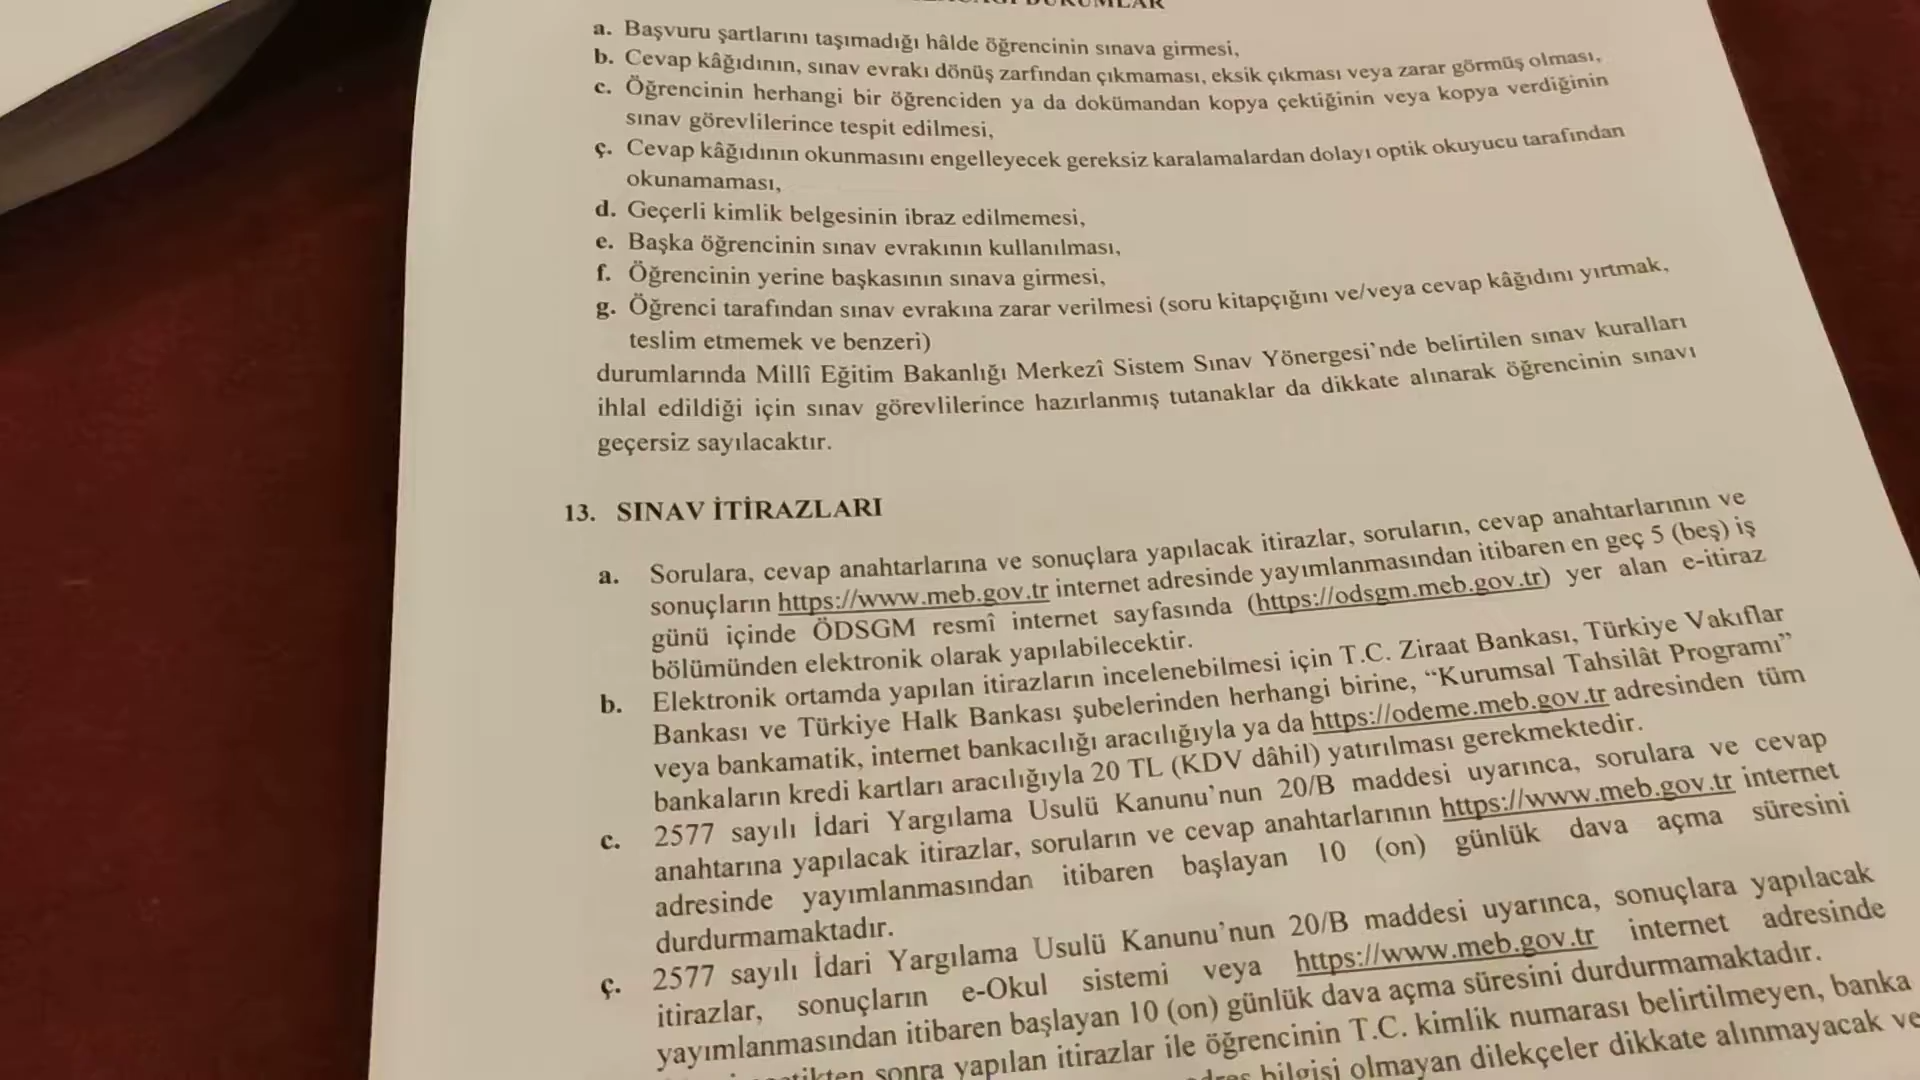 DURUMLAR
a. Başvuru şartlarını taşımadığı hâlde öğrencinin sınava girmesi,
b. Cevap kâğıdının, sınav evrakı dönüş zarfından çıkmaması, eksik çıkması veya zarar görmüş olması,
c. Öğrencinin herhangi bir öğrenciden ya da dokümandan kopya çektiğinin veya kopya verdiğinin
sınav görevlilerince tespit edilmesi,
ç. Cevap kâğıdının okunmasını engelleyecek gereksiz karalamalardan dolayı optik okuyucu tarafından
okunamaması,
d. Geçerli kimlik belgesinin ibraz edilmemesi,
e. Başka öğrencinin sınav evrakının kullanılması,
f. Öğrencinin yerine başkasının sınava girmesi,
g. Öğrenci tarafından sınav evrakına zarar verilmesi (soru kitapçığını ve/veya cevap kâğıdını yırtmak,
teslim etmemek ve benzeri)
durumlarında Millî Eğitim Bakanlığı Merkezî Sistem Sınav Yönergesi’nde belirtilen sınav kuralları
ihlal edildiği için sınav görevlilerince hazırlanmış tutanaklar da dikkate alınarak öğrencinin sınavı
geçersiz sayılacaktır.
13. SINAV İTİRAZLARI
a. Sorulara, cevap anahtarlarına ve sonuçlara yapılacak itirazlar, soruların, cevap anahtarlarının ve
sonuçların https://www.meb.gov.tr internet adresinde yayımlanmasından itibaren en geç 5 (beş) iş
günü içinde ÖDSGM resmî internet sayfasında (https://odsgm.meb.gov.tr) yer alan e-itiraz
bölümünden elektronik olarak yapılabilecektir.
b. Elektronik ortamda yapılan itirazların incelenebilmesi için T.C. Ziraat Bankası, Türkiye Vakıflar
Bankası ve Türkiye Halk Bankası şubelerinden herhangi birine, “Kurumsal Tahsilât Programı”
veya bankamatik, internet bankacılığı aracılığıyla ya da https://odeme.meb.gov.tr adresinden tüm
bankaların kredi kartları aracılığıyla 20 TL (KDV dâhil) yatırılması gerekmektedir.
c. 2577 sayılı İdari Yargılama Usulü Kanunu’nun 20/B maddesi uyarınca, sorulara ve cevap
anahtarına yapılacak itirazlar, soruların ve cevap anahtarlarının https://www.meb.gov.tr internet
adresinde yayımlanmasından itibaren başlayan 10 (on) günlük dava açma süresini
durdurmamaktadır.
ç. 2577 sayılı İdari Yargılama Usulü Kanunu’nun 20/B maddesi uyarınca, sonuçlara yapılacak
itirazlar, sonuçların e-Okul sistemi veya https://www.meb.gov.tr internet adresinde
yayımlanmasından itibaren başlayan 10 (on) günlük dava açma süresini durdurmamaktadır.
sonra yapılan itirazlar ile öğrencinin T.C. kimlik numarası belirtilmeyen, banka
bilgisi olmayan dilekçeler dikkate alınmayacak ve